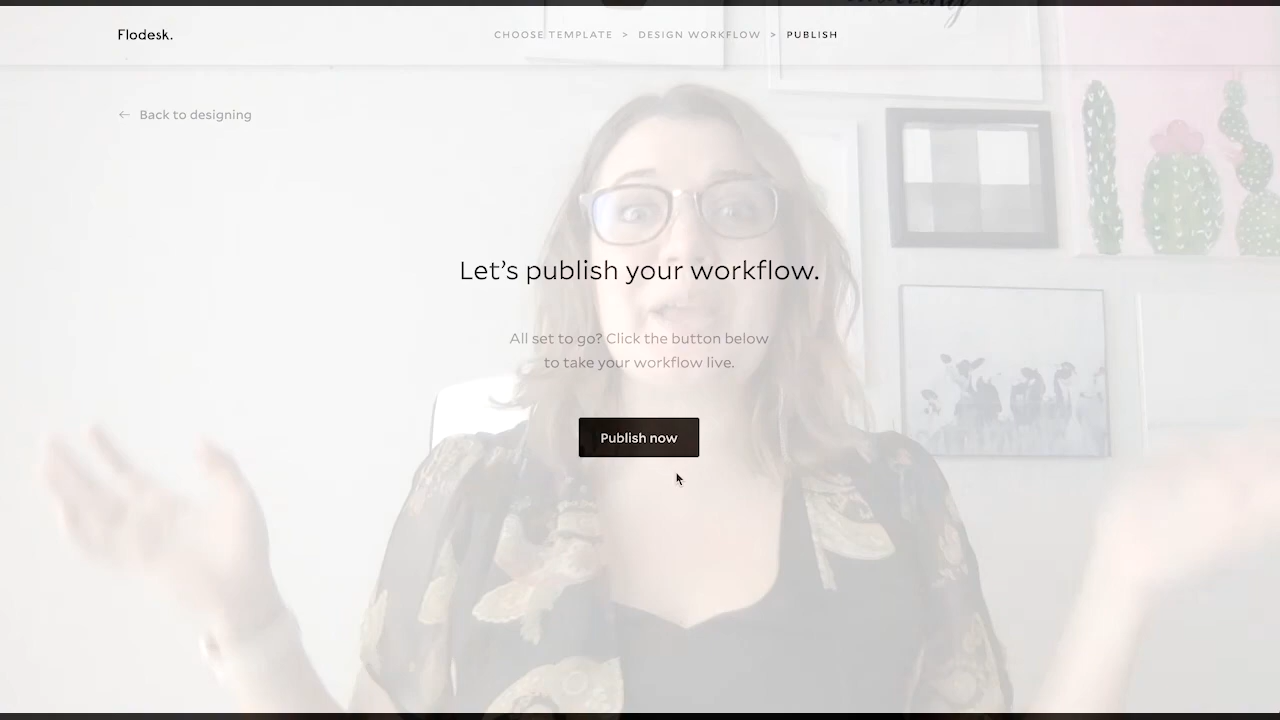 Flodesk.
CHOOSE TEMPLATE > DESIGN WORKFLOW > PUBLISH
← Back to designing
Let’s publish your workflow.
All set to go? Click the button below
to take your workflow live.
Publish now